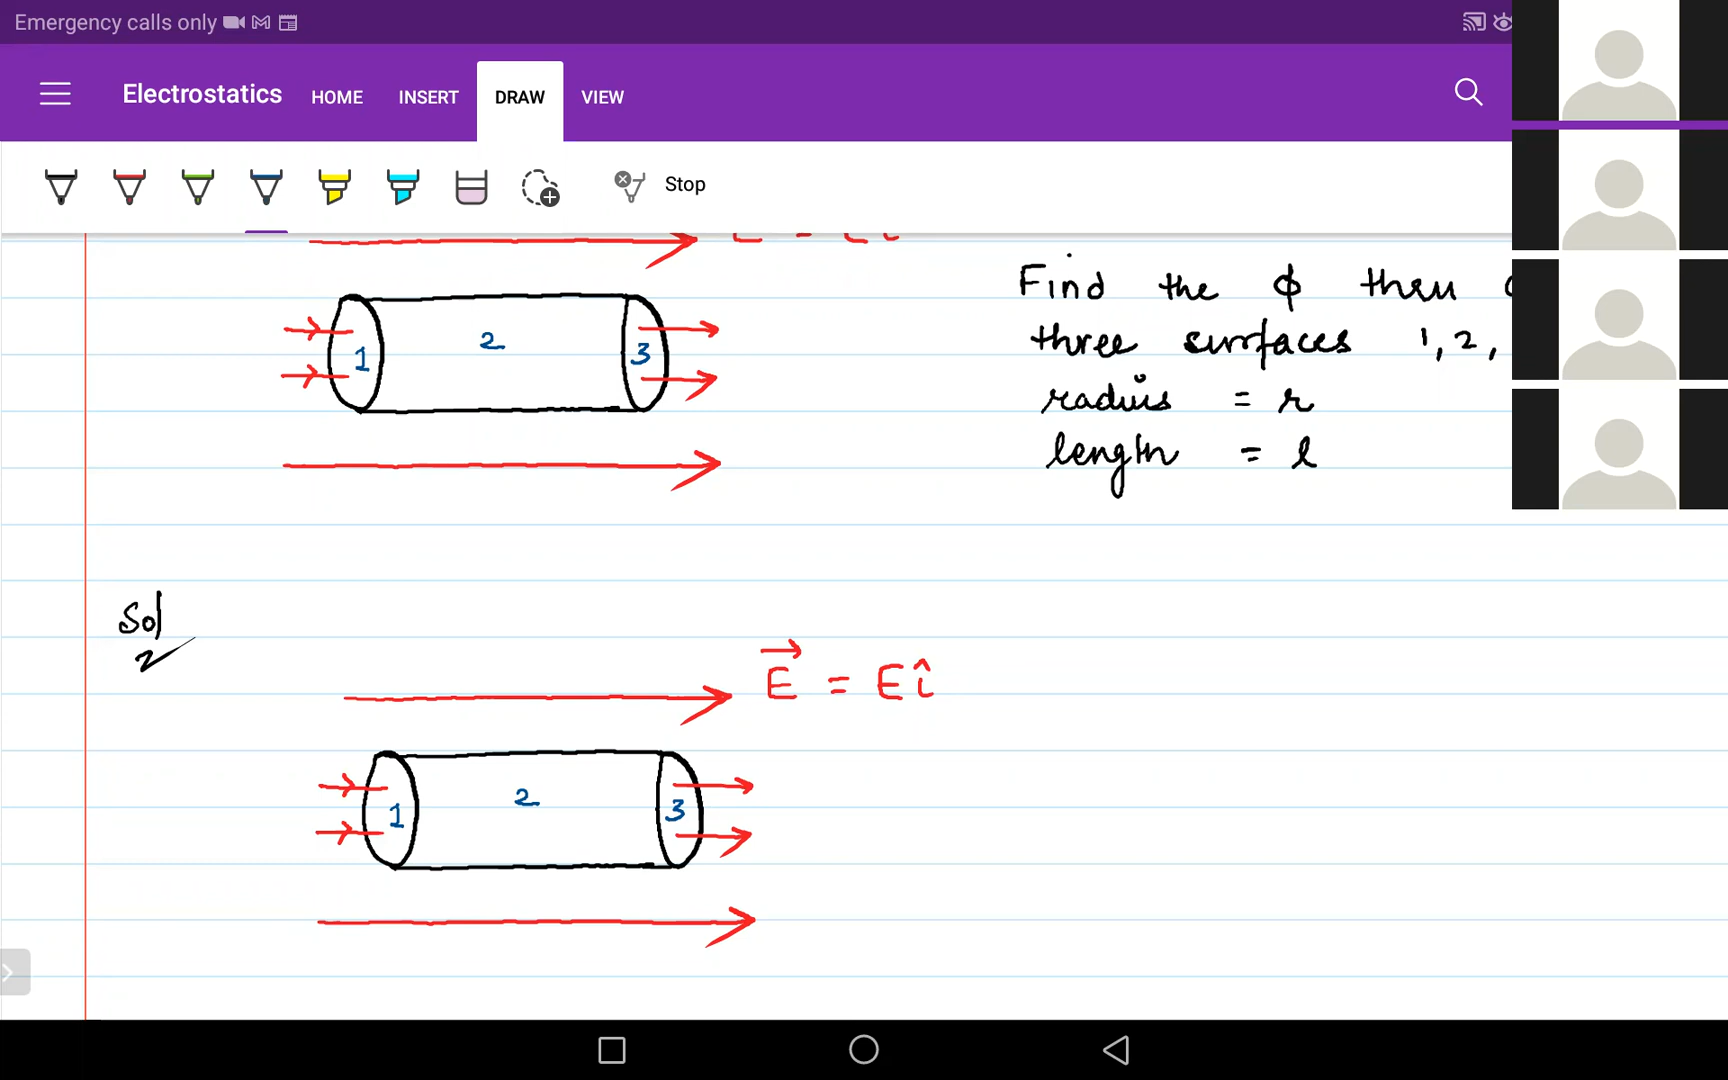 Emergency calls only
Electrostatics HOME INSERT DRAW VIEW
Stop
Find the ϕ thru
three surfaces 1, 2,
radius = r
length = l
1 2 3
Sol
E⃗ = E î
1 2 3